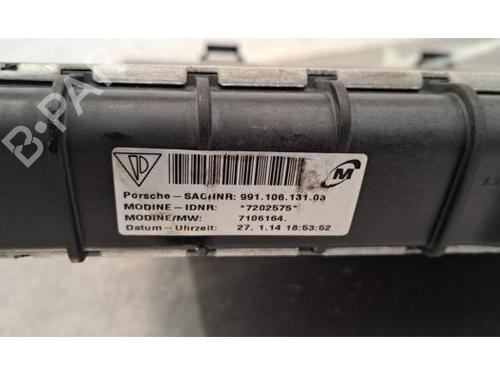 B-PARTS
M
Porsche-SACHNR: 991.106.131.03
MODINE-IDNR: *7202575*
MODINE/MW: 7106164.
Datum-Uhrzeit: 27. 1.14 18:53:52